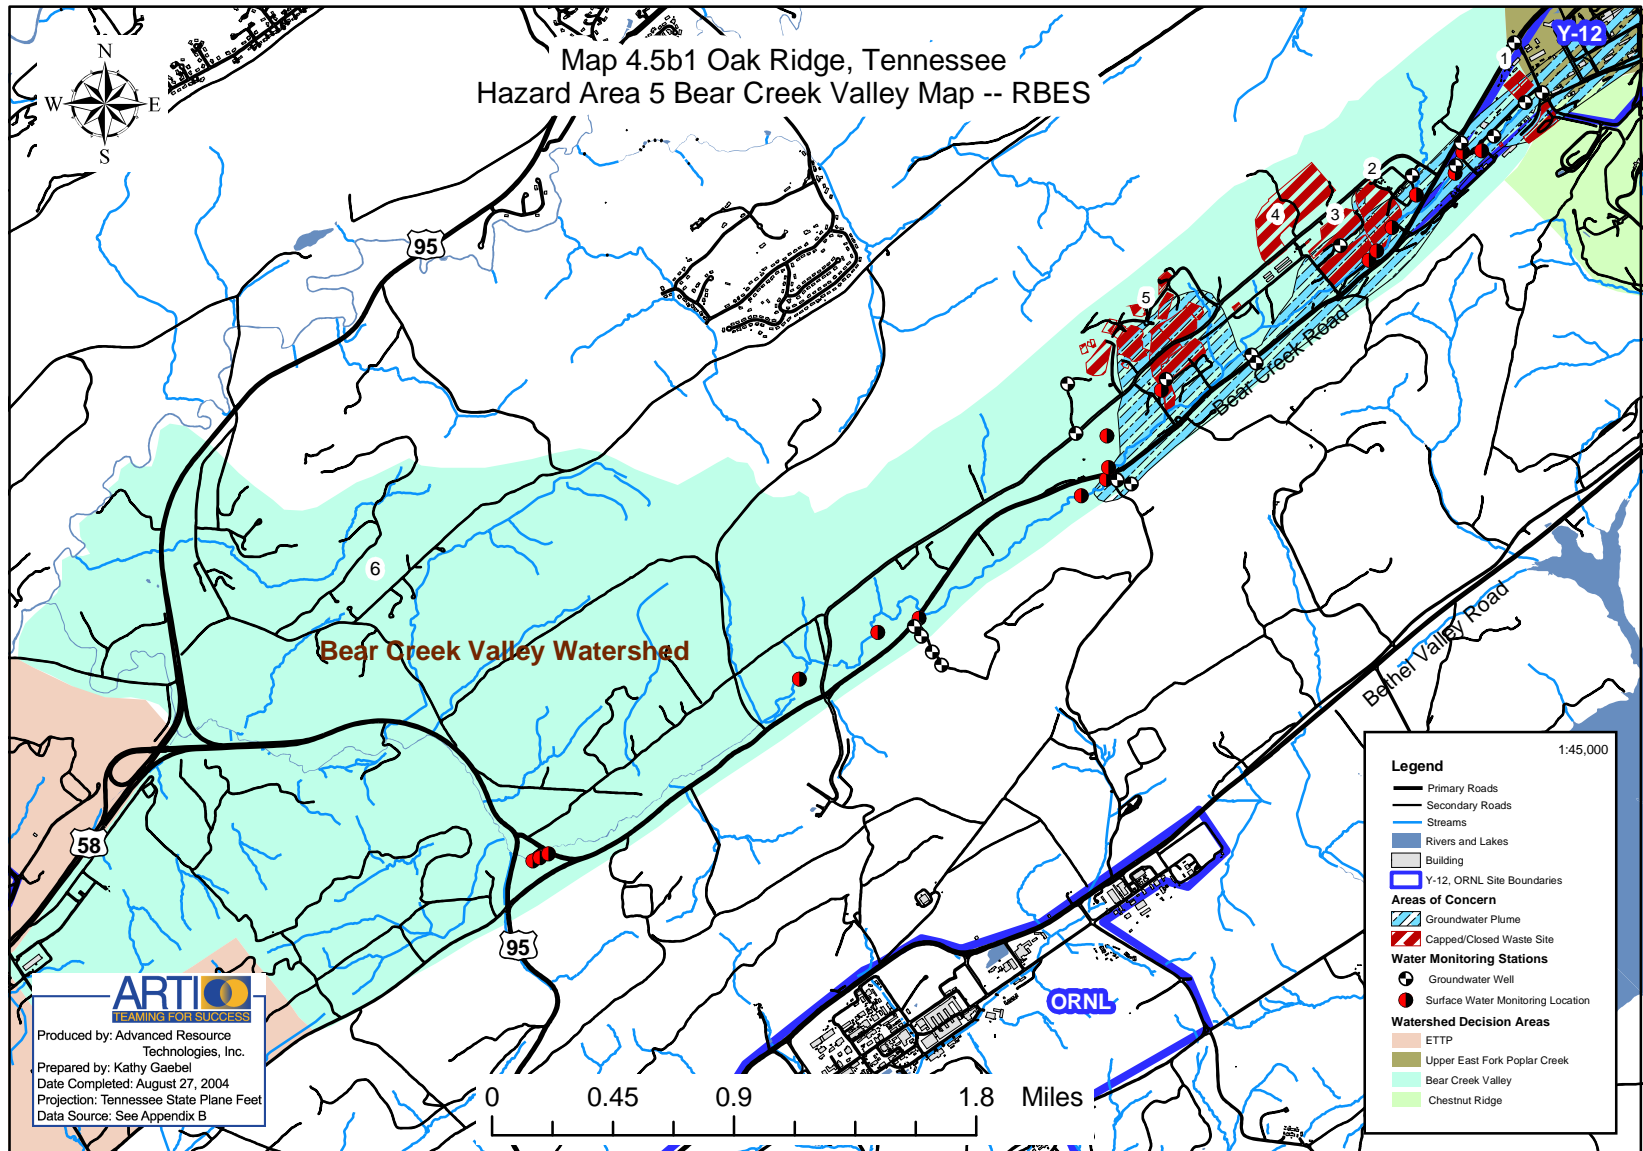 Map 4.5b1 Oak Ridge, Tennessee
Hazard Area 5 Bear Creek Valley Map -- RBES
N
W E
S
Y-12
1
2
3
4
5
6
95
Bear Creek Road
Bear Creek Valley Watershed
Bethel Valley Road
58
95
ORNL
1:45,000
Legend
Primary Roads
Secondary Roads
Streams
Rivers and Lakes
Building
Y-12, ORNL Site Boundaries
Areas of Concern
Groundwater Plume
Capped/Closed Waste Site
Water Monitoring Stations
Groundwater Well
Surface Water Monitoring Location
Watershed Decision Areas
ETTP
Upper East Fork Poplar Creek
Bear Creek Valley
Chestnut Ridge
ARTI
TEAMING FOR SUCCESS
Produced by: Advanced Resource
Technologies, Inc.
Prepared by: Kathy Gaebel
Date Completed: August 27, 2004
Projection: Tennessee State Plane Feet
Data Source: See Appendix B
0 0.45 0.9 1.8 Miles